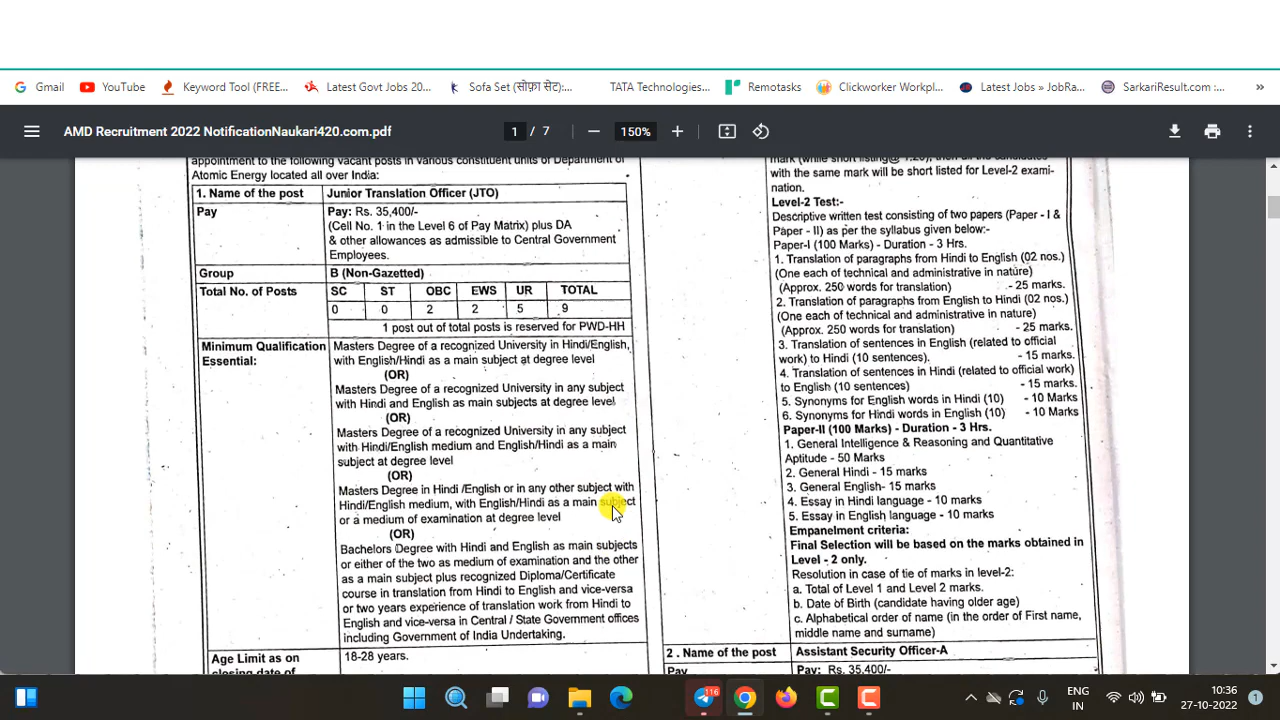 Gmail
YouTube
Keyword Tool (FREE...
Latest Govt Jobs 20...
Sofa Set (सोफ़ा सेट):...
TATA Technologies...
Remotasks
Clickworker Workpl...
Latest Jobs » JobRa...
SarkariResult.com :...
»
AMD Recruitment 2022 NotificationNaukari420.com.pdf
1 / 7
150%
appointment to the following vacant posts in various constituent units of Department of
Atomic Energy located all over India:
1. Name of the post Junior Translation Officer (JTO)
Pay Pay: Rs. 35,400/-
(Cell No. 1 in the Level 6 of Pay Matrix) plus DA
& other allowances as admissible to Central Government
Employees.
Group B (Non-Gazetted)
Total No. of Posts SC ST OBC EWS UR TOTAL
0 0 2 2 5 9
1 post out of total posts is reserved for PWD-HH
Minimum Qualification Masters Degree of a recognized University in Hindi/English,
Essential: with English/Hindi as a main subject at degree level
(OR)
Masters Degree of a recognized University in any subject
with Hindi and English as main subjects at degree level
(OR)
Masters Degree of a recognized University in any subject
with Hindi/English medium and English/Hindi as a main
subject at degree level
(OR)
Masters Degree in Hindi /English or in any other subject with
Hindi/English medium, with English/Hindi as a main subject
or a medium of examination at degree level
(OR)
Bachelors Degree with Hindi and English as main subjects
or either of the two as medium of examination and the other
as a main subject plus recognized Diploma/Certificate
course in translation from Hindi to English and vice-versa
or two years experience of translation work from Hindi to
English and vice-versa in Central / State Government offices
including Government of India Undertaking.
Age Limit as on 18-28 years.
closing date of
mark (while short listing@ 1:20), then all the candidates
with the same mark will be short listed for Level-2 exami-
nation.
Level-2 Test:-
Descriptive written test consisting of two papers (Paper - I &
Paper - II) as per the syllabus given below:-
Paper-I (100 Marks) - Duration - 3 Hrs.
1. Translation of paragraphs from Hindi to English (02 nos.)
(One each of technical and administrative in nature)
(Approx. 250 words for translation) - 25 marks.
2. Translation of paragraphs from English to Hindi (02 nos.)
(One each of technical and administrative in nature)
(Approx. 250 words for translation) - 25 marks.
3. Translation of sentences in English (related to official
work) to Hindi (10 sentences). - 15 marks.
4. Translation of sentences in Hindi (related to official work)
to English (10 sentences) - 15 marks.
5. Synonyms for English words in Hindi (10) - 10 Marks
6. Synonyms for Hindi words in English (10) - 10 Marks
Paper-II (100 Marks) - Duration - 3 Hrs.
1. General Intelligence & Reasoning and Quantitative
Aptitude - 50 Marks
2. General Hindi - 15 marks
3. General English- 15 marks
4. Essay in Hindi language - 10 marks
5. Essay in English language - 10 marks
Empanelment criteria:
Final Selection will be based on the marks obtained in
Level - 2 only.
Resolution in case of tie of marks in level-2:
a. Total of Level 1 and Level 2 marks.
b. Date of Birth (candidate having older age)
c. Alphabetical order of name (in the order of First name,
middle name and surname)
2 . Name of the post Assistant Security Officer-A
Pay Pay: Rs. 35,400/-
116
ENG
IN
10:36
27-10-2022
1